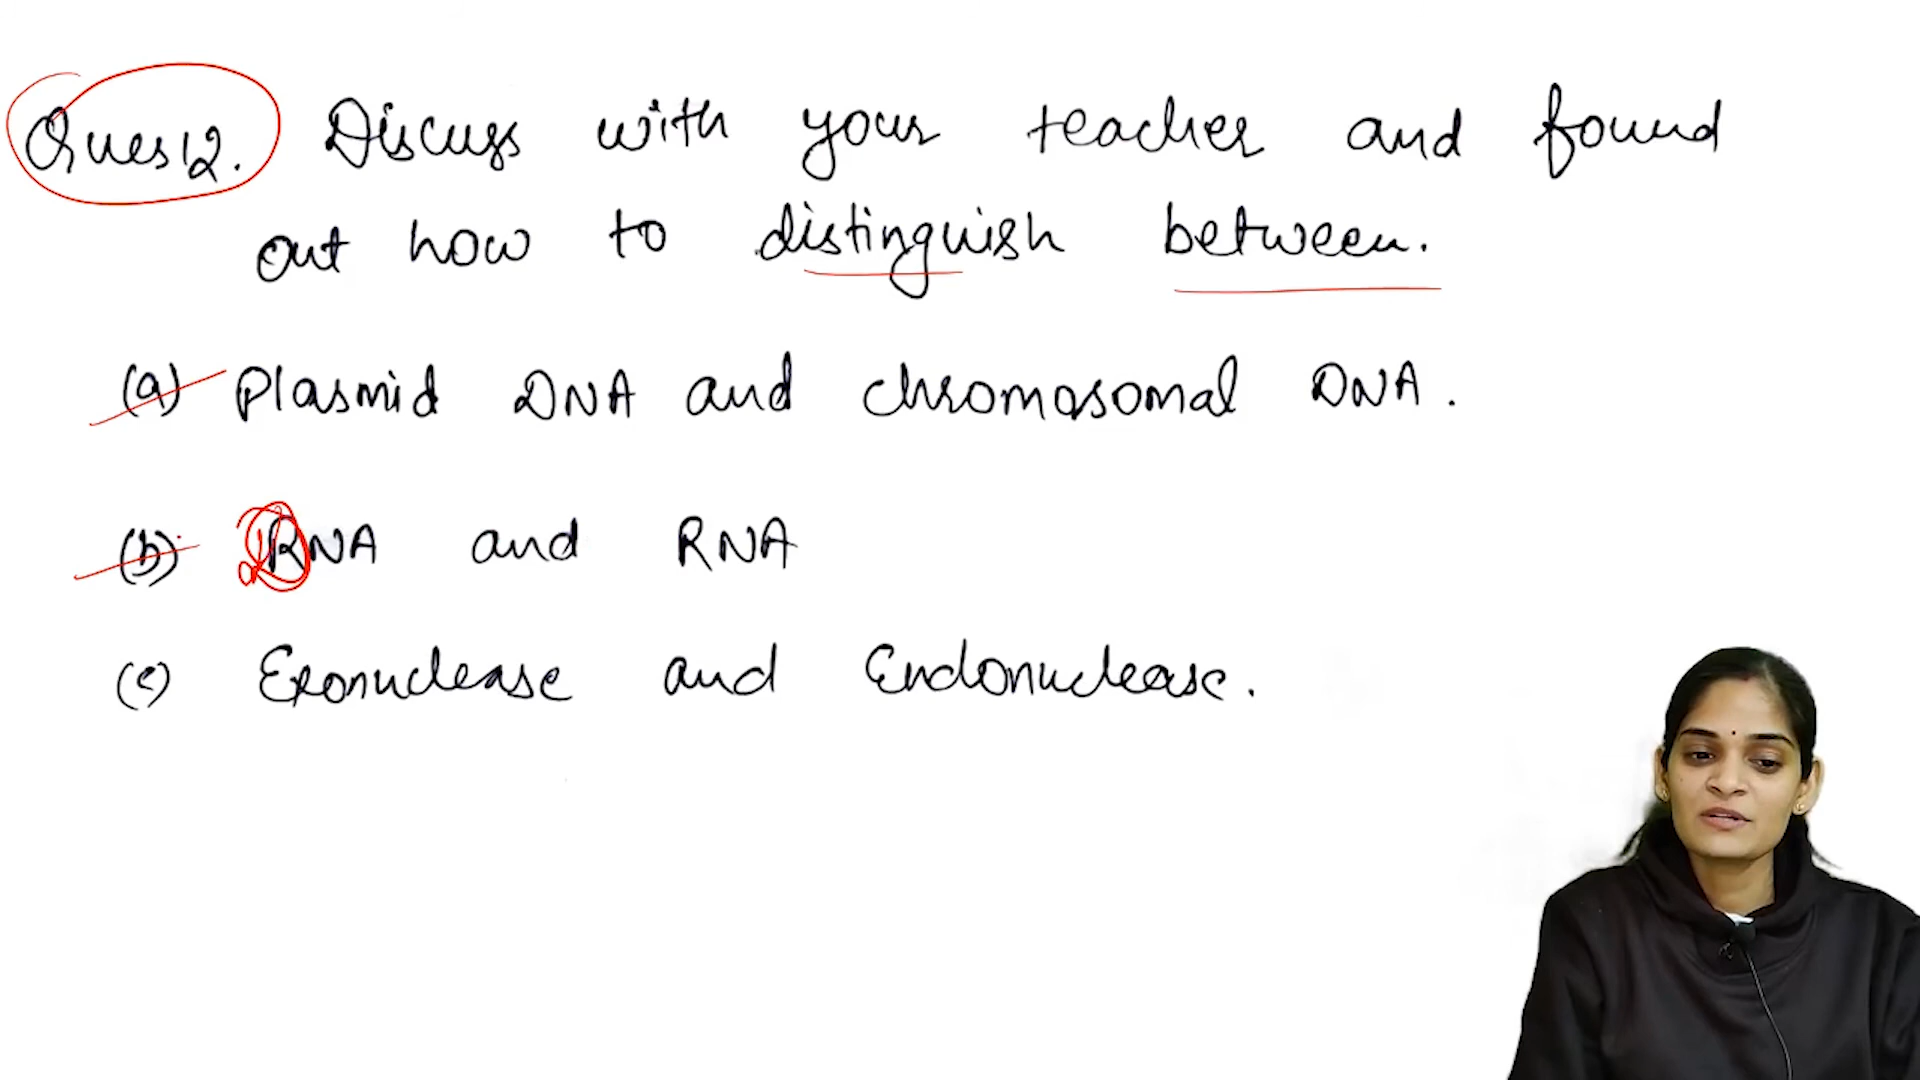 Ques12. Discuss with your teacher and found
out how to distinguish between.
(a) Plasmid DNA and chromosomal DNA.
(b) DNA and RNA
(c) Exonuclease and Endonuclease.